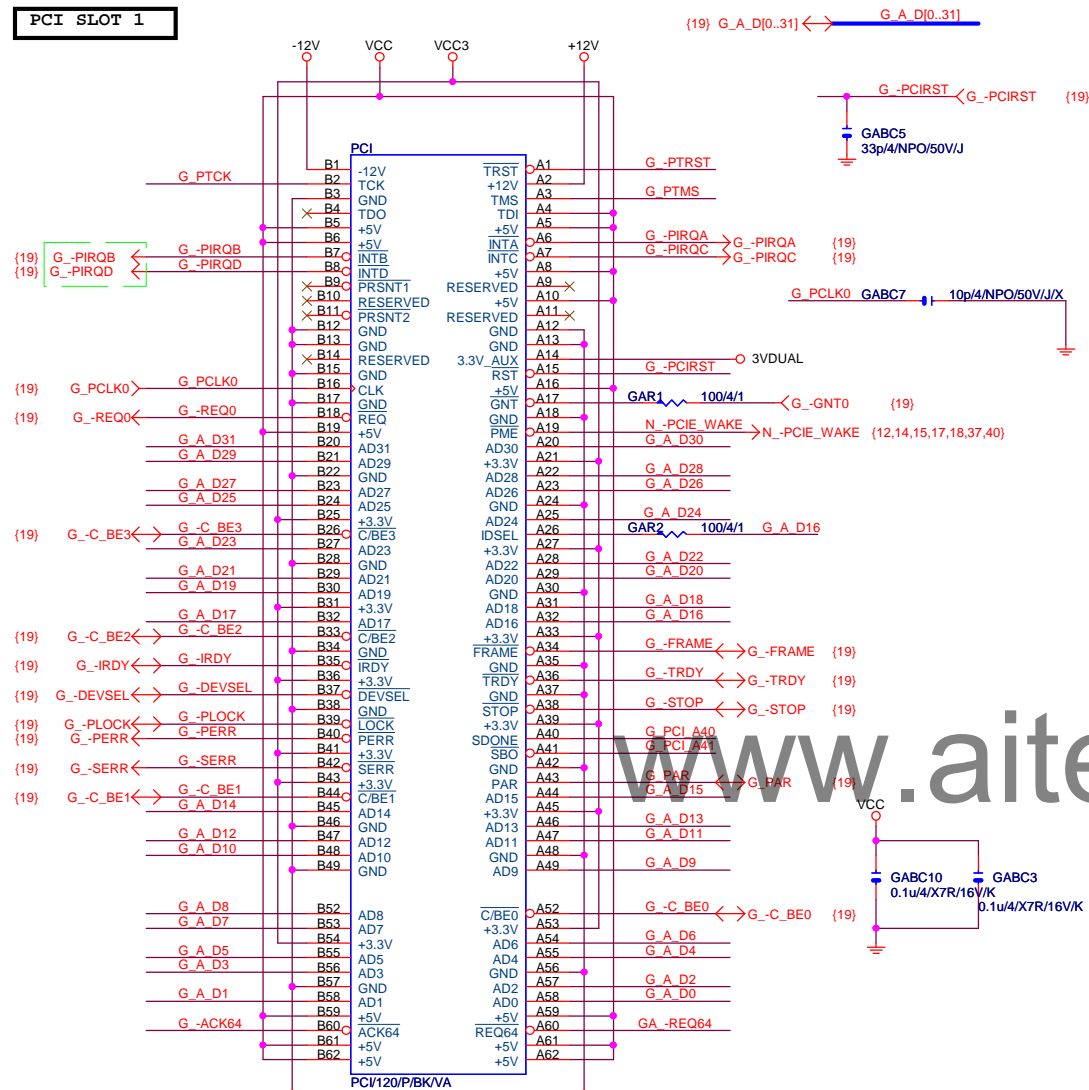 PCI SLOT 1
{19} G_A_D[0..31] G_A_D[0..31]
-12V VCC VCC3 +12V
G_-PCIRST G_-PCIRST {19}
GABC5
33p/4/NPO/50V/J
PCI
B1 -12V TRST A1 G_-PTRST
G_PTCK B2 TCK +12V A2
B3 GND TMS A3 G_PTMS
B4 TDO TDI A4
B5 +5V +5V A5
B6 +5V INTA A6 G_-PIRQA G_-PIRQA {19}
{19} G_-PIRQB G_-PIRQB B7 INTB INTC A7 G_-PIRQC G_-PIRQC {19}
{19} G_-PIRQD G_-PIRQD B8 INTD +5V A8
B9 PRSNT1 RESERVED A9
B10 RESERVED +5V A10
G_PCLK0 GABC7 10p/4/NPO/50V/J/X
B11 PRSNT2 RESERVED A11
B12 GND GND A12
B13 GND GND A13
B14 RESERVED 3.3V_AUX A14 3VDUAL
B15 GND RST A15 G_-PCIRST
{19} G_PCLK0 G_PCLK0 B16 CLK +5V A16
B17 GND GNT A17 GAR1 100/4/1 G_-GNT0 {19}
{19} G_-REQ0 G_-REQ0 B18 REQ GND A18
B19 +5V PME A19 N_-PCIE_WAKE N_-PCIE_WAKE {12,14,15,17,18,37,40}
G_A_D31 B20 AD31 AD30 A20 G_A_D30
G_A_D29 B21 AD29 +3.3V A21
B22 GND AD28 A22 G_A_D28
G_A_D27 B23 AD27 AD26 A23 G_A_D26
G_A_D25 B24 AD25 GND A24
B25 +3.3V AD24 A25 G_A_D24
{19} G_-C_BE3 G_-C_BE3 B26 C/BE3 IDSEL A26 GAR2 100/4/1 G_A_D16
G_A_D23 B27 AD23 +3.3V A27
B28 GND AD22 A28 G_A_D22
G_A_D21 B29 AD21 AD20 A29 G_A_D20
G_A_D19 B30 AD19 GND A30
B31 +3.3V AD18 A31 G_A_D18
G_A_D17 B32 AD17 AD16 A32 G_A_D16
{19} G_-C_BE2 G_-C_BE2 B33 C/BE2 +3.3V A33
B34 GND FRAME A34 G_-FRAME G_-FRAME {19}
{19} G_-IRDY G_-IRDY B35 IRDY GND A35
B36 +3.3V TRDY A36 G_-TRDY G_-TRDY {19}
{19} G_-DEVSEL G_-DEVSEL B37 DEVSEL GND A37
B38 GND STOP A38 G_-STOP G_-STOP {19}
{19} G_-PLOCK G_-PLOCK B39 LOCK +3.3V A39
{19} G_-PERR G_-PERR B40 PERR SDONE A40 G_PCI_A40
B41 +3.3V SBO A41 G_PCI_A41
www.aite
{19} G_-SERR G_-SERR B42 SERR GND A42
B43 +3.3V PAR A43 G_PAR G_PAR {19}
{19} G_-C_BE1 G_-C_BE1 B44 C/BE1 AD15 A44 G_A_D15
G_A_D14 B45 AD14 +3.3V A45
VCC
B46 GND AD13 A46 G_A_D13
G_A_D12 B47 AD12 AD11 A47 G_A_D11
G_A_D10 B48 AD10 GND A48
B49 GND AD9 A49 G_A_D9
GABC10 GABC3
0.1u/4/X7R/16V/K 0.1u/4/X7R/16V/K
G_A_D8 B52 AD8 C/BE0 A52 G_-C_BE0 G_-C_BE0 {19}
G_A_D7 B53 AD7 +3.3V A53
B54 +3.3V AD6 A54 G_A_D6
G_A_D5 B55 AD5 AD4 A55 G_A_D4
G_A_D3 B56 AD3 GND A56
B57 GND AD2 A57 G_A_D2
G_A_D1 B58 AD1 AD0 A58 G_A_D0
B59 +5V +5V A59
G_-ACK64 B60 ACK64 REQ64 A60 GA_-REQ64
B61 +5V +5V A61
B62 +5V +5V A62
PCI/120/P/BK/VA